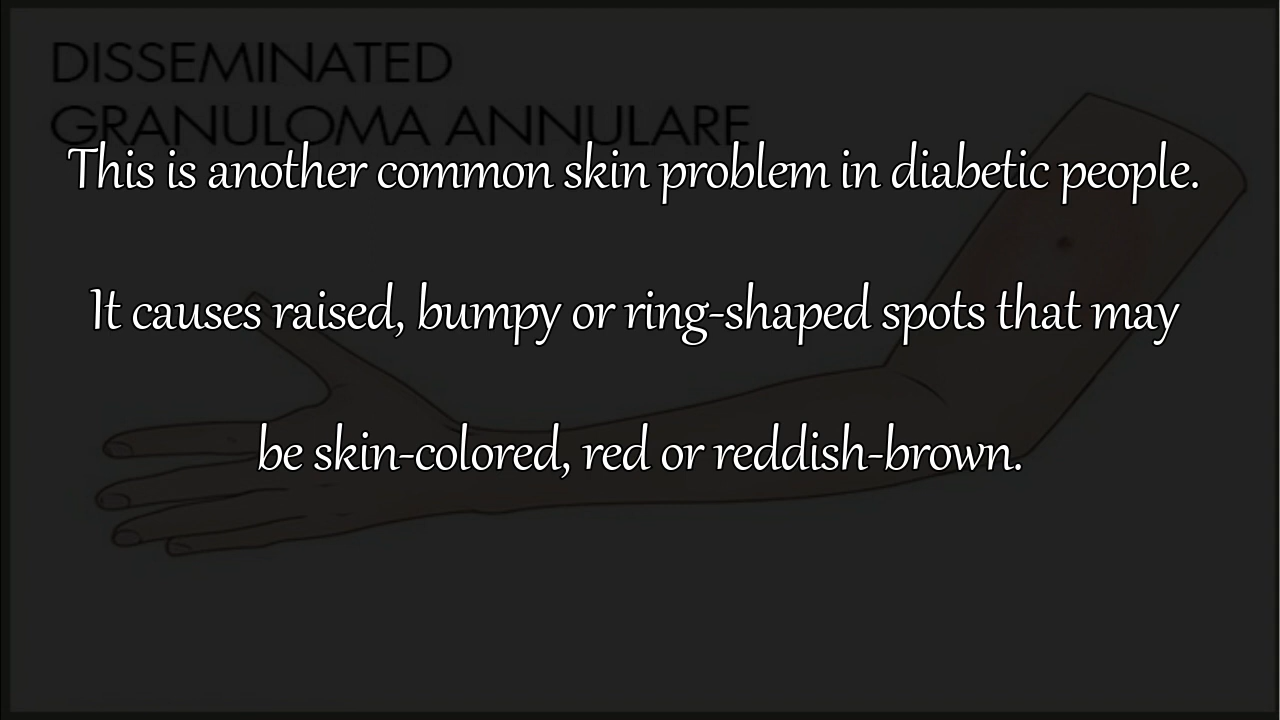 DISSEMINATED
GRANULOMA ANNULARE
This is another common skin problem in diabetic people.
It causes raised, bumpy or ring-shaped spots that may
be skin-colored, red or reddish-brown.